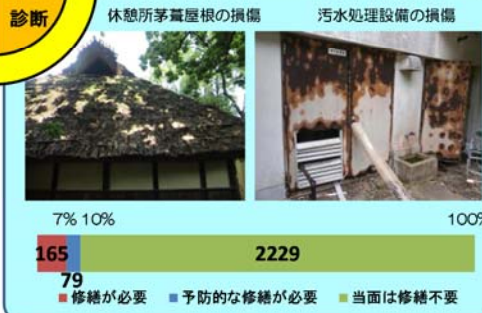 診断
休憩所茅葺屋根の損傷 汚水処理設備の損傷
7% 10% 100%
165 2229
79
■修繕が必要 ■予防的な修繕が必要 ■当面は修繕不要